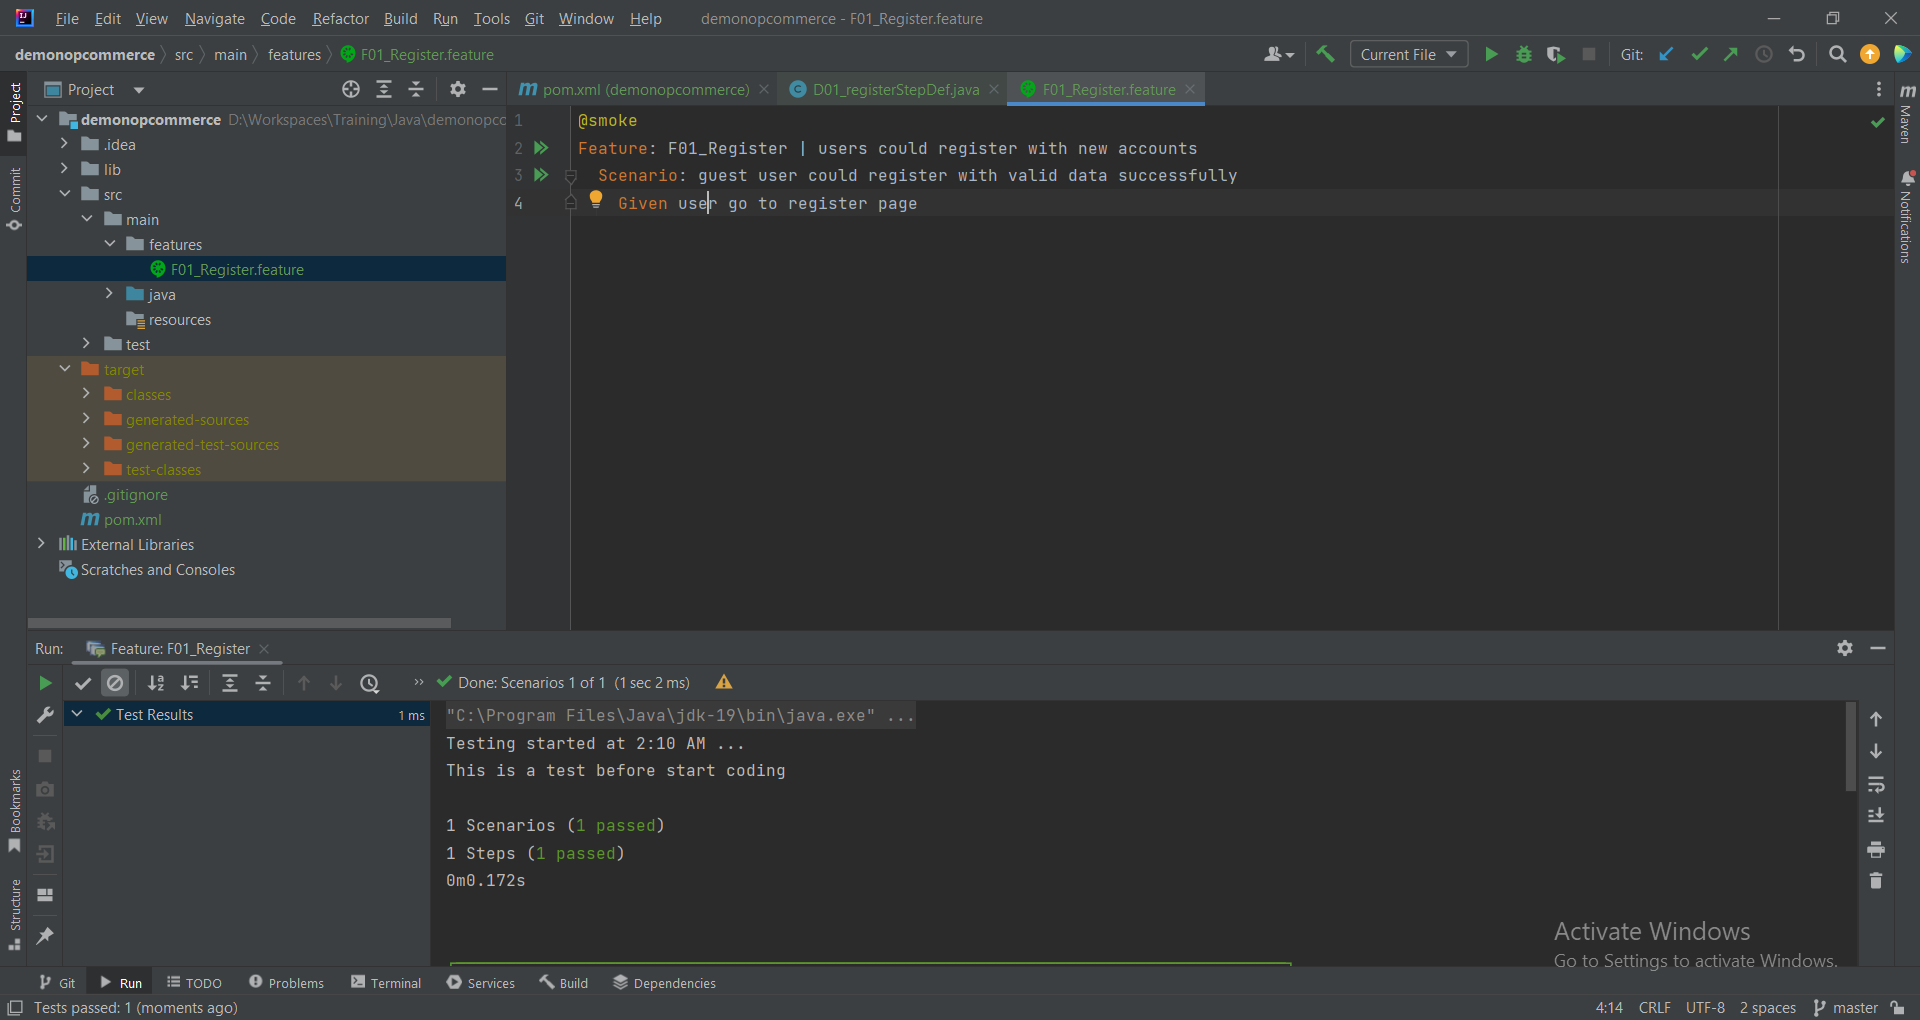 File Edit View Navigate Code Refactor Build Run Tools Git Window Help demonopcommerce - F01_Register.feature
demonopcommerce src main features F01_Register.feature Current File Git:
Project
pom.xml (demonopcommerce) D01_registerStepDef.java F01_Register.feature
demonopcommerce D:\Workspaces\Training\Java\demonopcc
.idea
lib
src
main
features
F01_Register.feature
java
resources
test
target
classes
generated-sources
generated-test-sources
test-classes
.gitignore
pom.xml
External Libraries
Scratches and Consoles
1 @smoke
2 Feature: F01_Register | users could register with new accounts
3 Scenario: guest user could register with valid data successfully
4 Given user go to register page
Project
Commit
Bookmarks
Structure
Maven
Notifications
Run: Feature: F01_Register
Done: Scenarios 1 of 1 (1 sec 2 ms)
Test Results 1 ms
"C:\Program Files\Java\jdk-19\bin\java.exe" ...
Testing started at 2:10 AM ...
This is a test before start coding
1 Scenarios (1 passed)
1 Steps (1 passed)
0m0.172s
Activate Windows
Go to Settings to activate Windows.
Git Run TODO Problems Terminal Services Build Dependencies
Tests passed: 1 (moments ago) 4:14 CRLF UTF-8 2 spaces master